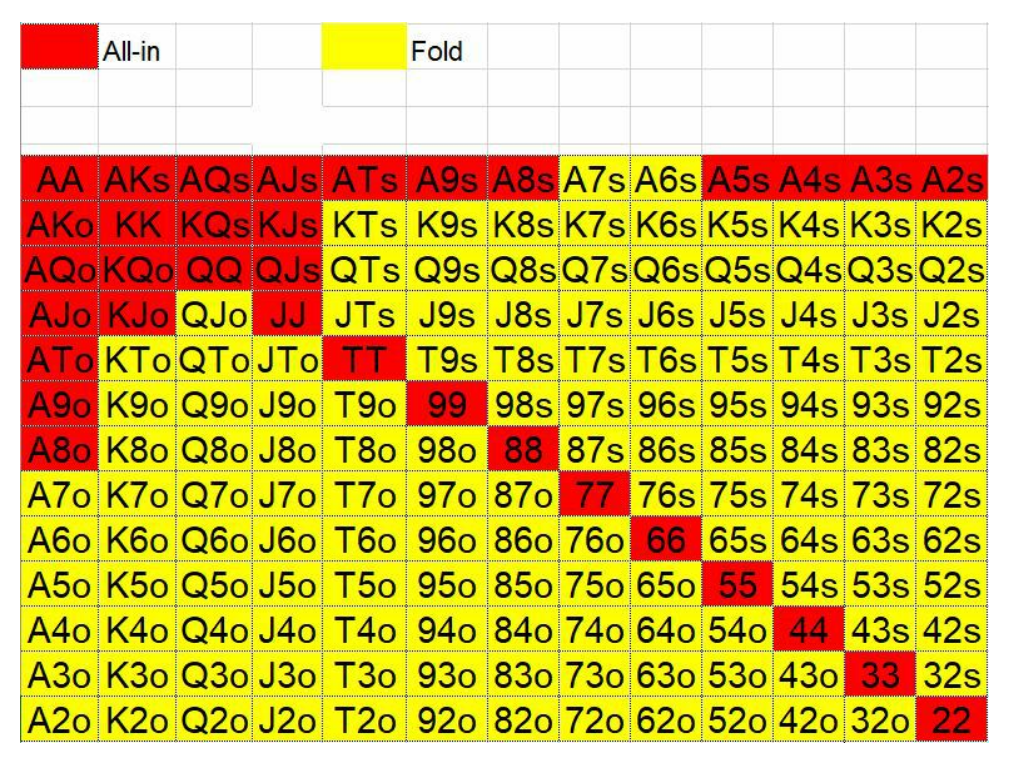 All-in Fold
AA AKs AQs AJs ATs A9s A8s A7s A6s A5s A4s A3s A2s
AKo KK KQs KJs KTs K9s K8s K7s K6s K5s K4s K3s K2s
AQo KQo QQ QJs QTs Q9s Q8s Q7s Q6s Q5s Q4s Q3s Q2s
AJo KJo QJo JJ JTs J9s J8s J7s J6s J5s J4s J3s J2s
ATo KTo QTo JTo TT T9s T8s T7s T6s T5s T4s T3s T2s
A9o K9o Q9o J9o T9o 99 98s 97s 96s 95s 94s 93s 92s
A8o K8o Q8o J8o T8o 98o 88 87s 86s 85s 84s 83s 82s
A7o K7o Q7o J7o T7o 97o 87o 77 76s 75s 74s 73s 72s
A6o K6o Q6o J6o T6o 96o 86o 76o 66 65s 64s 63s 62s
A5o K5o Q5o J5o T5o 95o 85o 75o 65o 55 54s 53s 52s
A4o K4o Q4o J4o T4o 94o 84o 74o 64o 54o 44 43s 42s
A3o K3o Q3o J3o T3o 93o 83o 73o 63o 53o 43o 33 32s
A2o K2o Q2o J2o T2o 92o 82o 72o 62o 52o 42o 32o 22